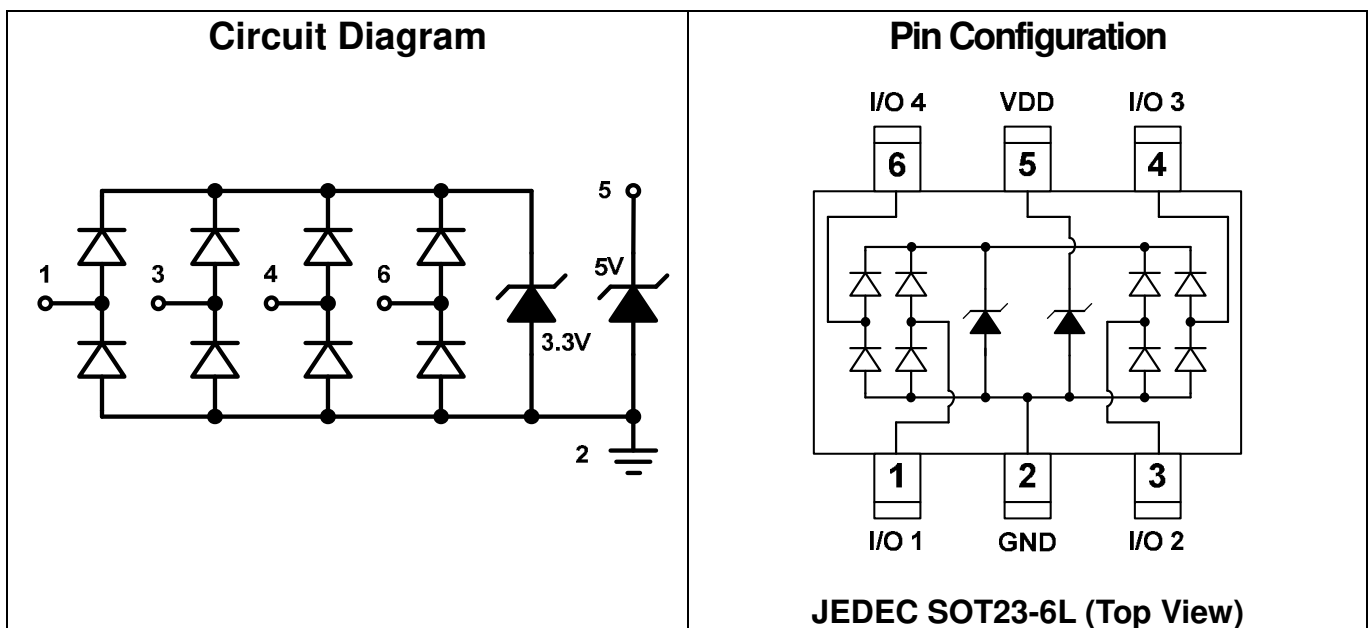 Circuit Diagram
1
3
4
6
5
5V
3.3V
2
Pin Configuration
I/O 4 VDD I/O 3
6 5 4
1 2 3
I/O 1 GND I/O 2
JEDEC SOT23-6L (Top View)